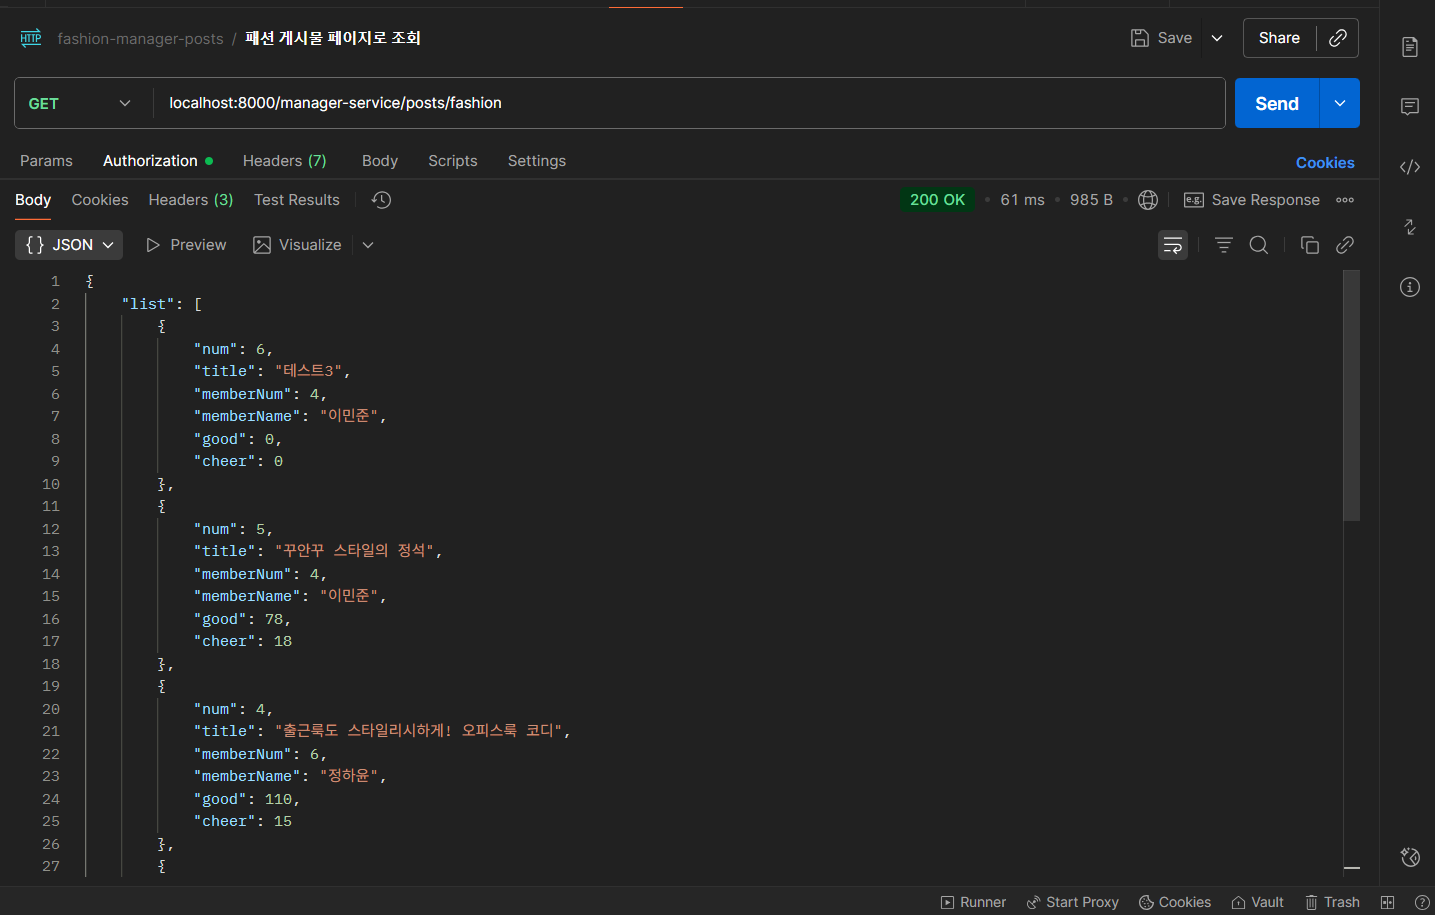 HTTP fashion-manager-posts / 패션 게시물 페이지로 조회 Save Share
GET localhost:8000/manager-service/posts/fashion Send
Params Authorization Headers (7) Body Scripts Settings Cookies
Body Cookies Headers (3) Test Results 200 OK • 61 ms • 985 B • e.g. Save Response
{} JSON Preview Visualize
1 {
2 "list": [
3 {
4 "num": 6,
5 "title": "테스트3",
6 "memberNum": 4,
7 "memberName": "이민준",
8 "good": 0,
9 "cheer": 0
10 },
11 {
12 "num": 5,
13 "title": "꾸안꾸 스타일의 정석",
14 "memberNum": 4,
15 "memberName": "이민준",
16 "good": 78,
17 "cheer": 18
18 },
19 {
20 "num": 4,
21 "title": "출근룩도 스타일리시하게! 오피스룩 코디",
22 "memberNum": 6,
23 "memberName": "정하윤",
24 "good": 110,
25 "cheer": 15
26 },
27 {
Runner Start Proxy Cookies Vault Trash